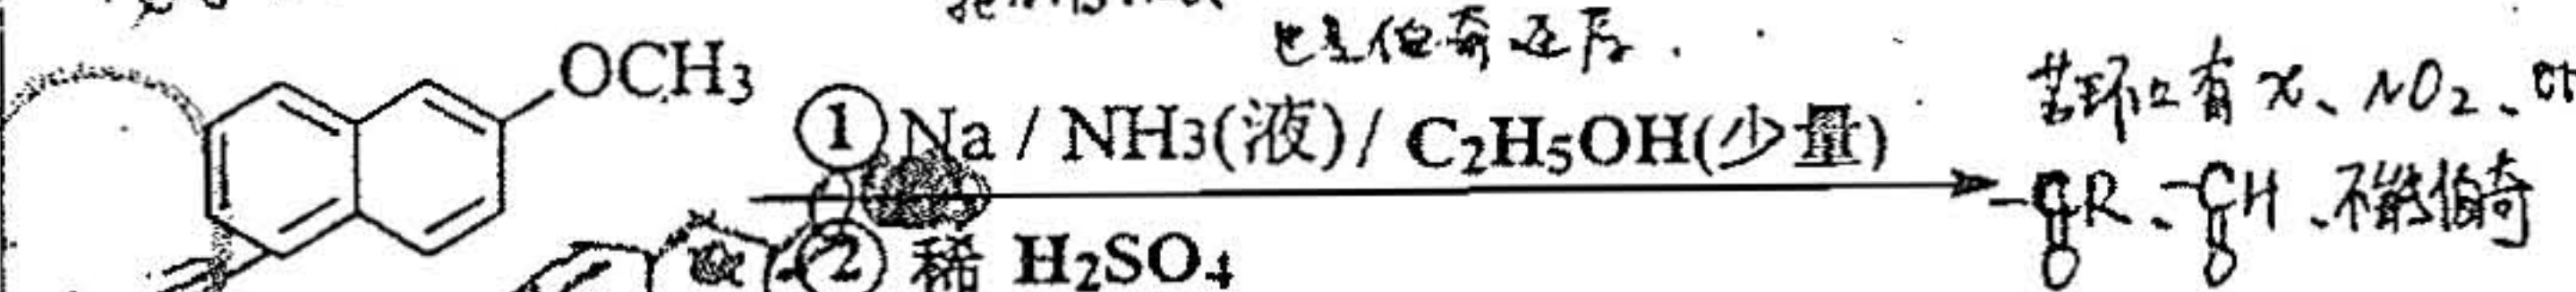 也是伯奇还原.
OCH₃
苯环上有 X、NO₂、
① Na / NH₃(液) / C₂H₅OH(少量)
-CR、-CH、不能伯奇
O O
② 稀 H₂SO₄